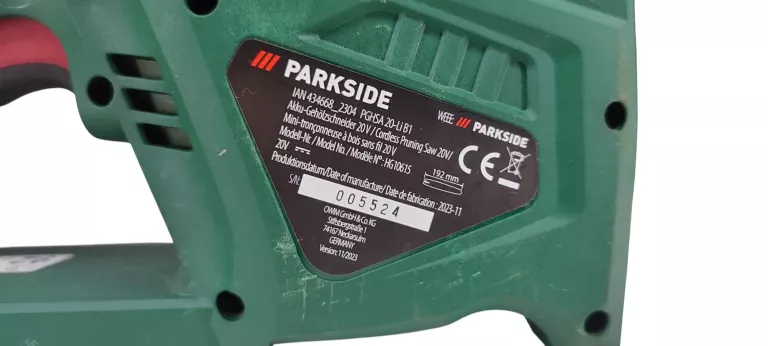 PARKSIDE
IAN 434668_2304 PGHSA 20-Li B1
Akku-Gehölzschneider 20 V / Cordless Pruning Saw 20V/
Mini-tronçonneuse à bois sans fil 20 V
Modell-Nr./ Model No./ Modèle N°: HG10615
20V
192 mm
Produktionsdatum/Date of manufacture/ Date de fabrication : 2023-11
S/N:
005524
OWIM GmbH & Co. KG
Stiftsbergstraße 1
74167 Neckarsulm
GERMANY
Version: 11/2023
WEEE: PARKSIDE
CE